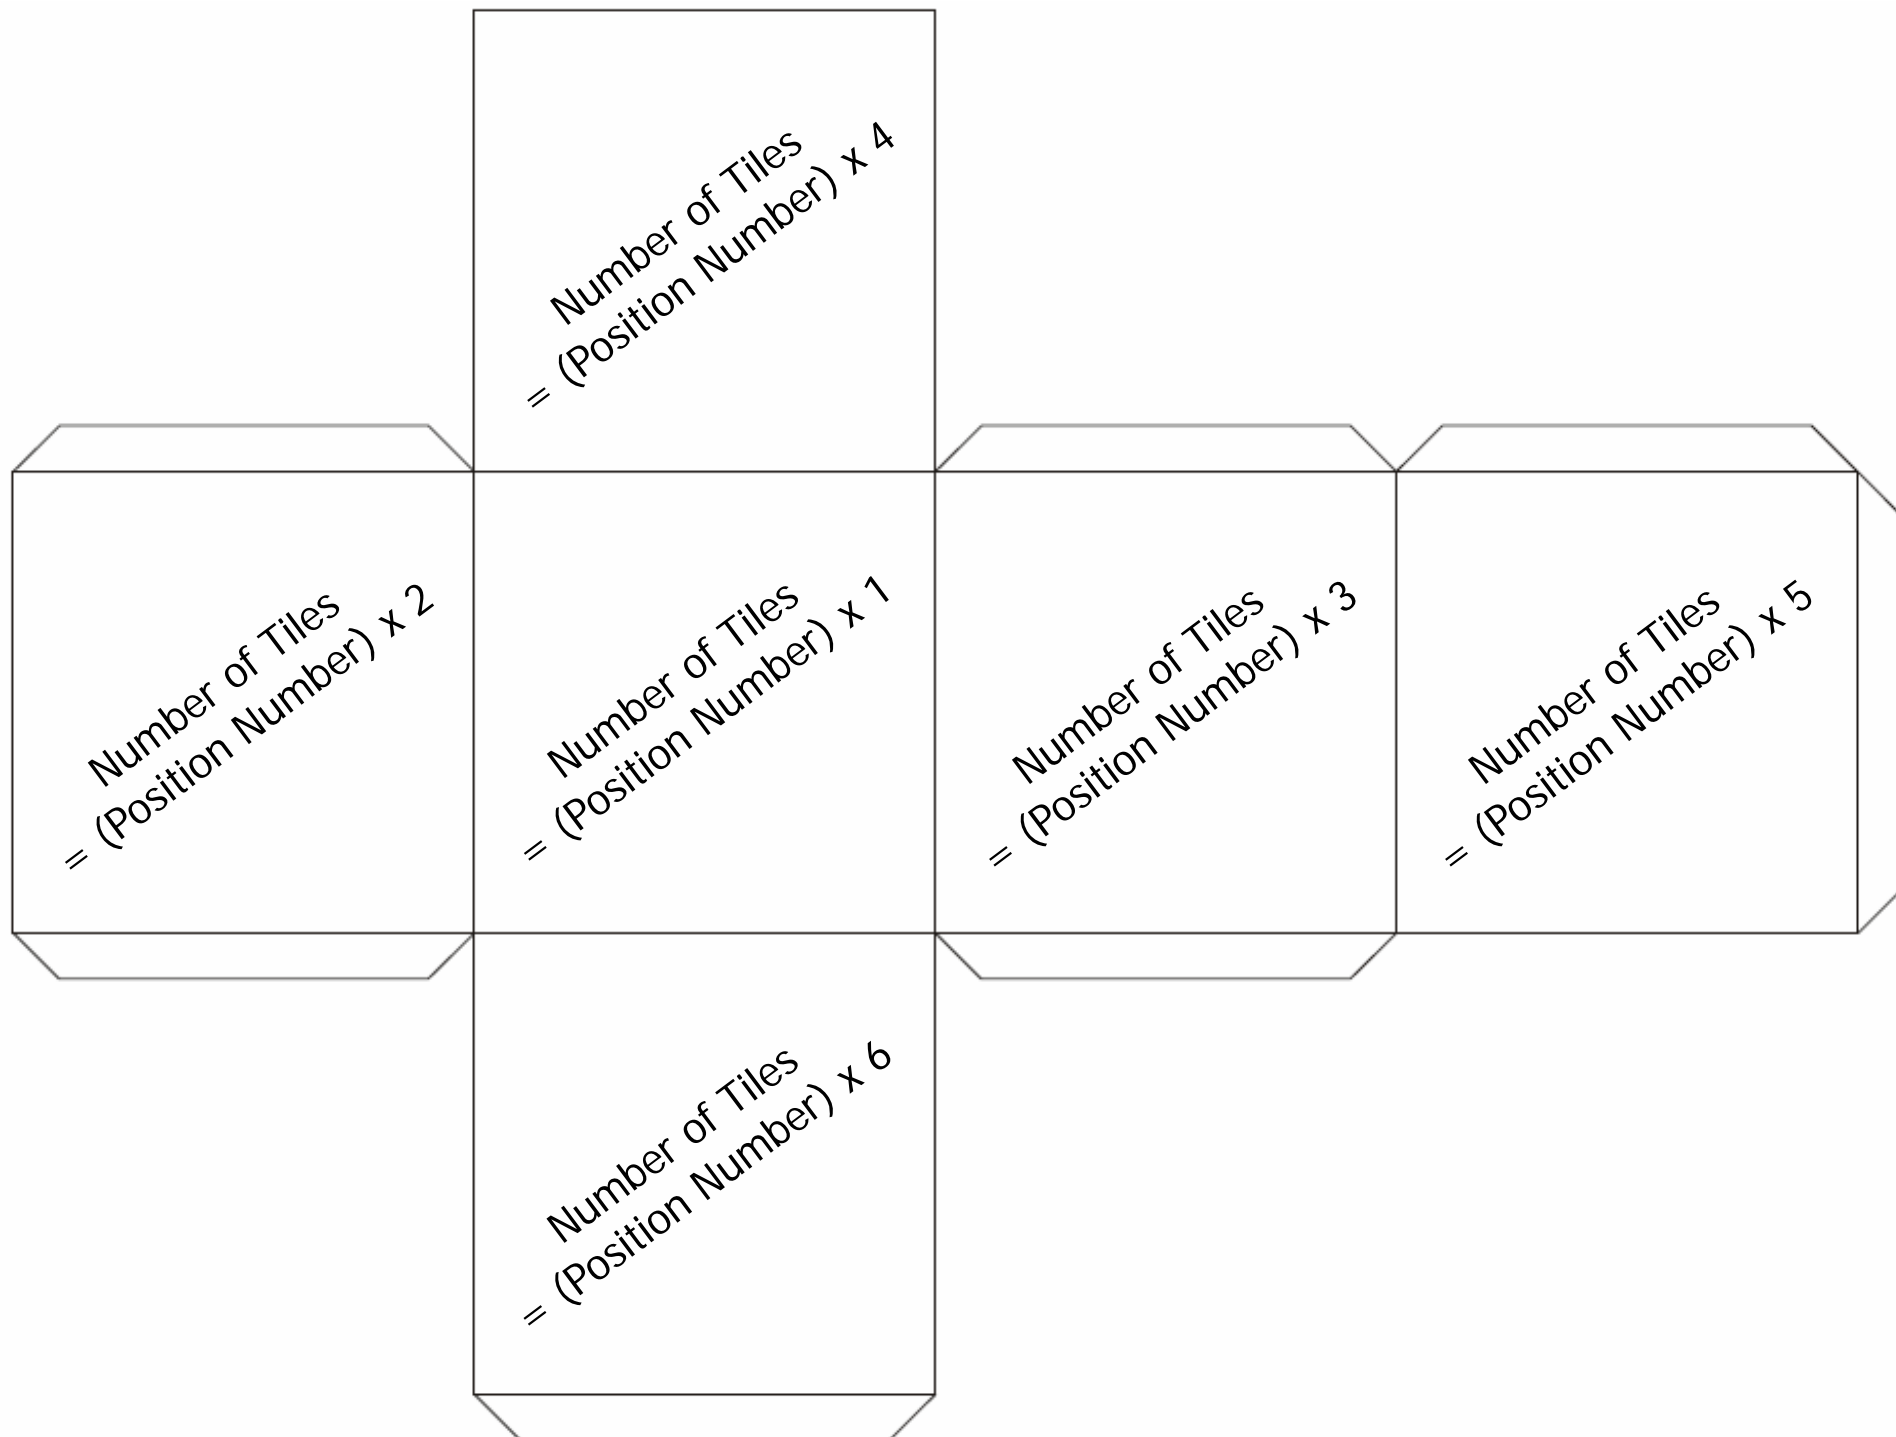 Number of Tiles
= (Position Number) x 4
Number of Tiles
= (Position Number) x 2
Number of Tiles
= (Position Number) x 1
Number of Tiles
= (Position Number) x 3
Number of Tiles
= (Position Number) x 5
Number of Tiles
= (Position Number) x 6